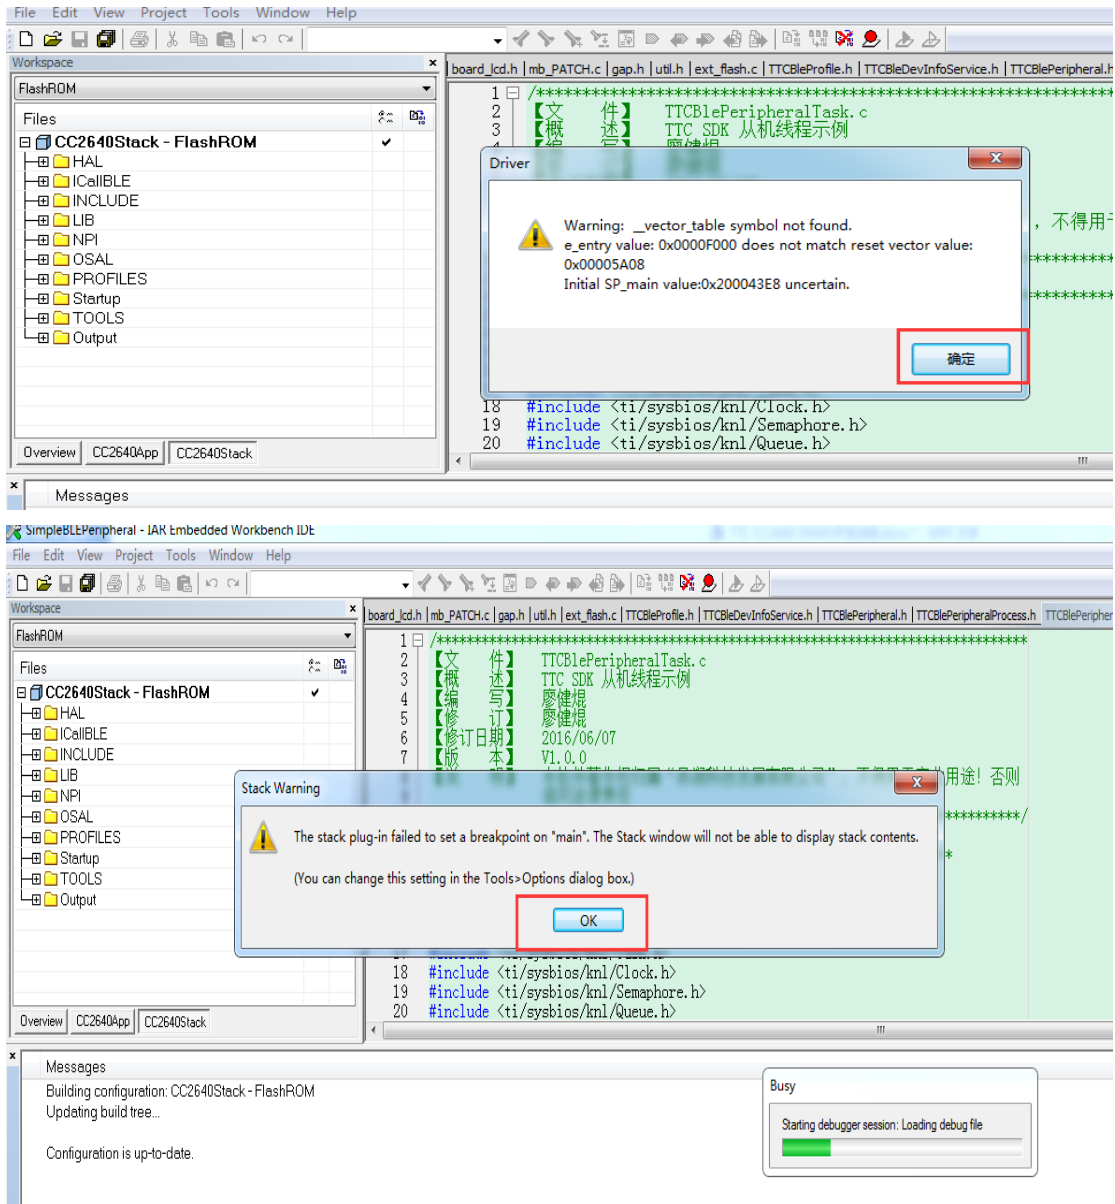 File Edit View Project Tools Window Help
Workspace
FlashROM
Files
CC2640Stack - FlashROM
HAL
ICallBLE
INCLUDE
LIB
NPI
OSAL
PROFILES
Startup
TOOLS
Output
Overview CC2640App CC2640Stack
board_lcd.h | mb_PATCH.c | gap.h | util.h | ext_flash.c | TTCBleProfile.h | TTCBleDevInfoService.h | TTCBlePeripheral.h
1 /****************************************************************
2 【文 件】 TTCBlePeripheralTask.c
3 【概 述】 TTC SDK 从机线程示例
Driver
Warning: __vector_table symbol not found.
e_entry value: 0x0000F000 does not match reset vector value:
0x00005A08
Initial SP_main value:0x200043E8 uncertain.
确定
，不得用于
18 #include <ti/sysbios/knl/Clock.h>
19 #include <ti/sysbios/knl/Semaphore.h>
20 #include <ti/sysbios/knl/Queue.h>
Messages
SimpleBLEPeripheral - IAR Embedded Workbench IDE
File Edit View Project Tools Window Help
Workspace
FlashROM
Files
CC2640Stack - FlashROM
HAL
ICallBLE
INCLUDE
LIB
NPI
OSAL
PROFILES
Startup
TOOLS
Output
Overview CC2640App CC2640Stack
board_lcd.h | mb_PATCH.c | gap.h | util.h | ext_flash.c | TTCBleProfile.h | TTCBleDevInfoService.h | TTCBlePeripheral.h | TTCBlePeripheralProcess.h TTCBlePeripher
1 /****************************************************************
2 【文 件】 TTCBlePeripheralTask.c
3 【概 述】 TTC SDK 从机线程示例
4 【编 写】 廖健焜
5 【修 订】 廖健焜
6 【修订日期】 2016/06/07
7 【版 本】 V1.0.0
用途！否则
**********/
Stack Warning
The stack plug-in failed to set a breakpoint on "main". The Stack window will not be able to display stack contents.
(You can change this setting in the Tools>Options dialog box.)
OK
18 #include <ti/sysbios/knl/Clock.h>
19 #include <ti/sysbios/knl/Semaphore.h>
20 #include <ti/sysbios/knl/Queue.h>
Messages
Building configuration: CC2640Stack - FlashROM
Updating build tree...
Configuration is up-to-date.
Busy
Starting debugger session: Loading debug file